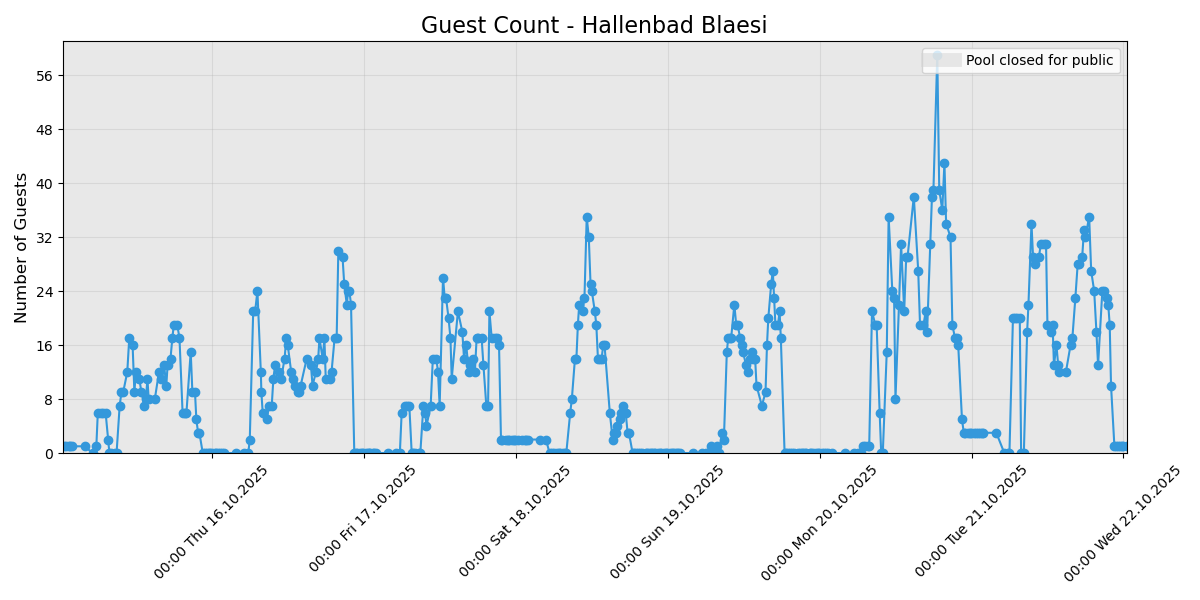 Guest Count - Hallenbad Blaesi
Pool closed for public
Number of Guests
56
48
40
32
24
16
8
0
00:00 Thu 16.10.2025
00:00 Fri 17.10.2025
00:00 Sat 18.10.2025
00:00 Sun 19.10.2025
00:00 Mon 20.10.2025
00:00 Tue 21.10.2025
00:00 Wed 22.10.2025